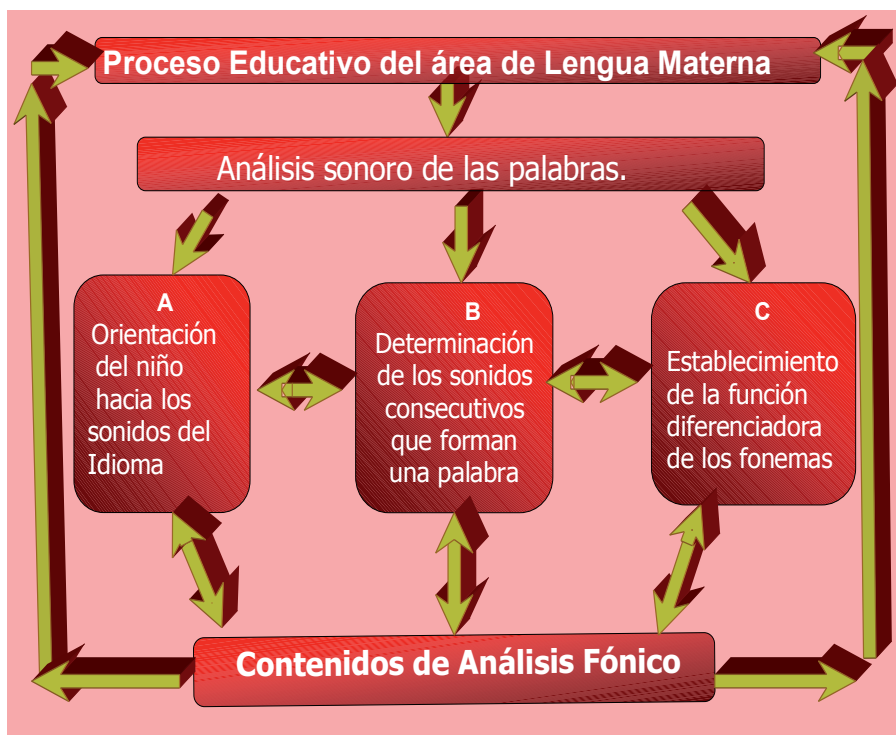 Proceso Educativo del área de Lengua Materna
Análisis sonoro de las palabras.
A
Orientación
del niño
hacia los
sonidos del
Idioma
B
Determinación
de los sonidos
consecutivos
que forman
una palabra
C
Establecimiento
de la función
diferenciadora
de los fonemas
Contenidos de Análisis Fónico